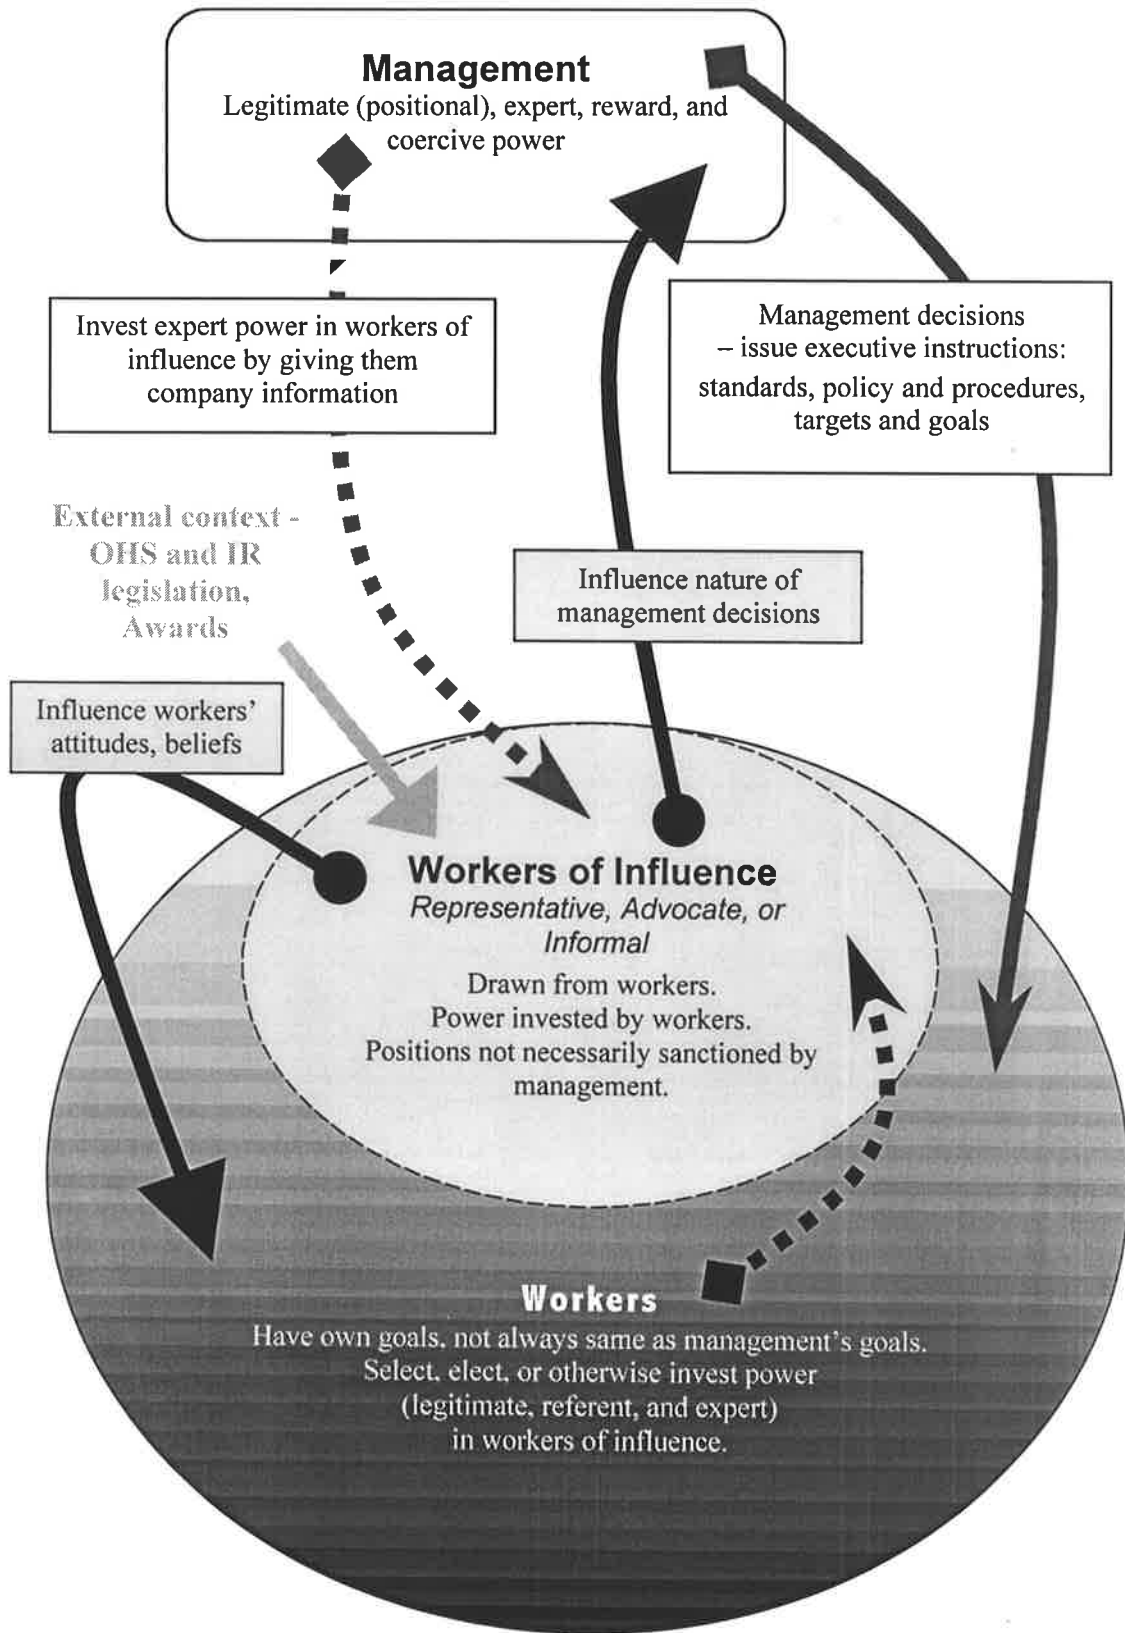 Management
Legitimate (positional), expert, reward, and
coercive power
Invest expert power in workers of
influence by giving them
company information
Management decisions
– issue executive instructions:
standards, policy and procedures,
targets and goals
External context -
OHS and IR
legislation,
Awards
Influence nature of
management decisions
Influence workers’
attitudes, beliefs
Workers of Influence
Representative, Advocate, or
Informal
Drawn from workers.
Power invested by workers.
Positions not necessarily sanctioned by
management.
Workers
Have own goals, not always same as management’s goals.
Select, elect, or otherwise invest power
(legitimate, referent, and expert)
in workers of influence.